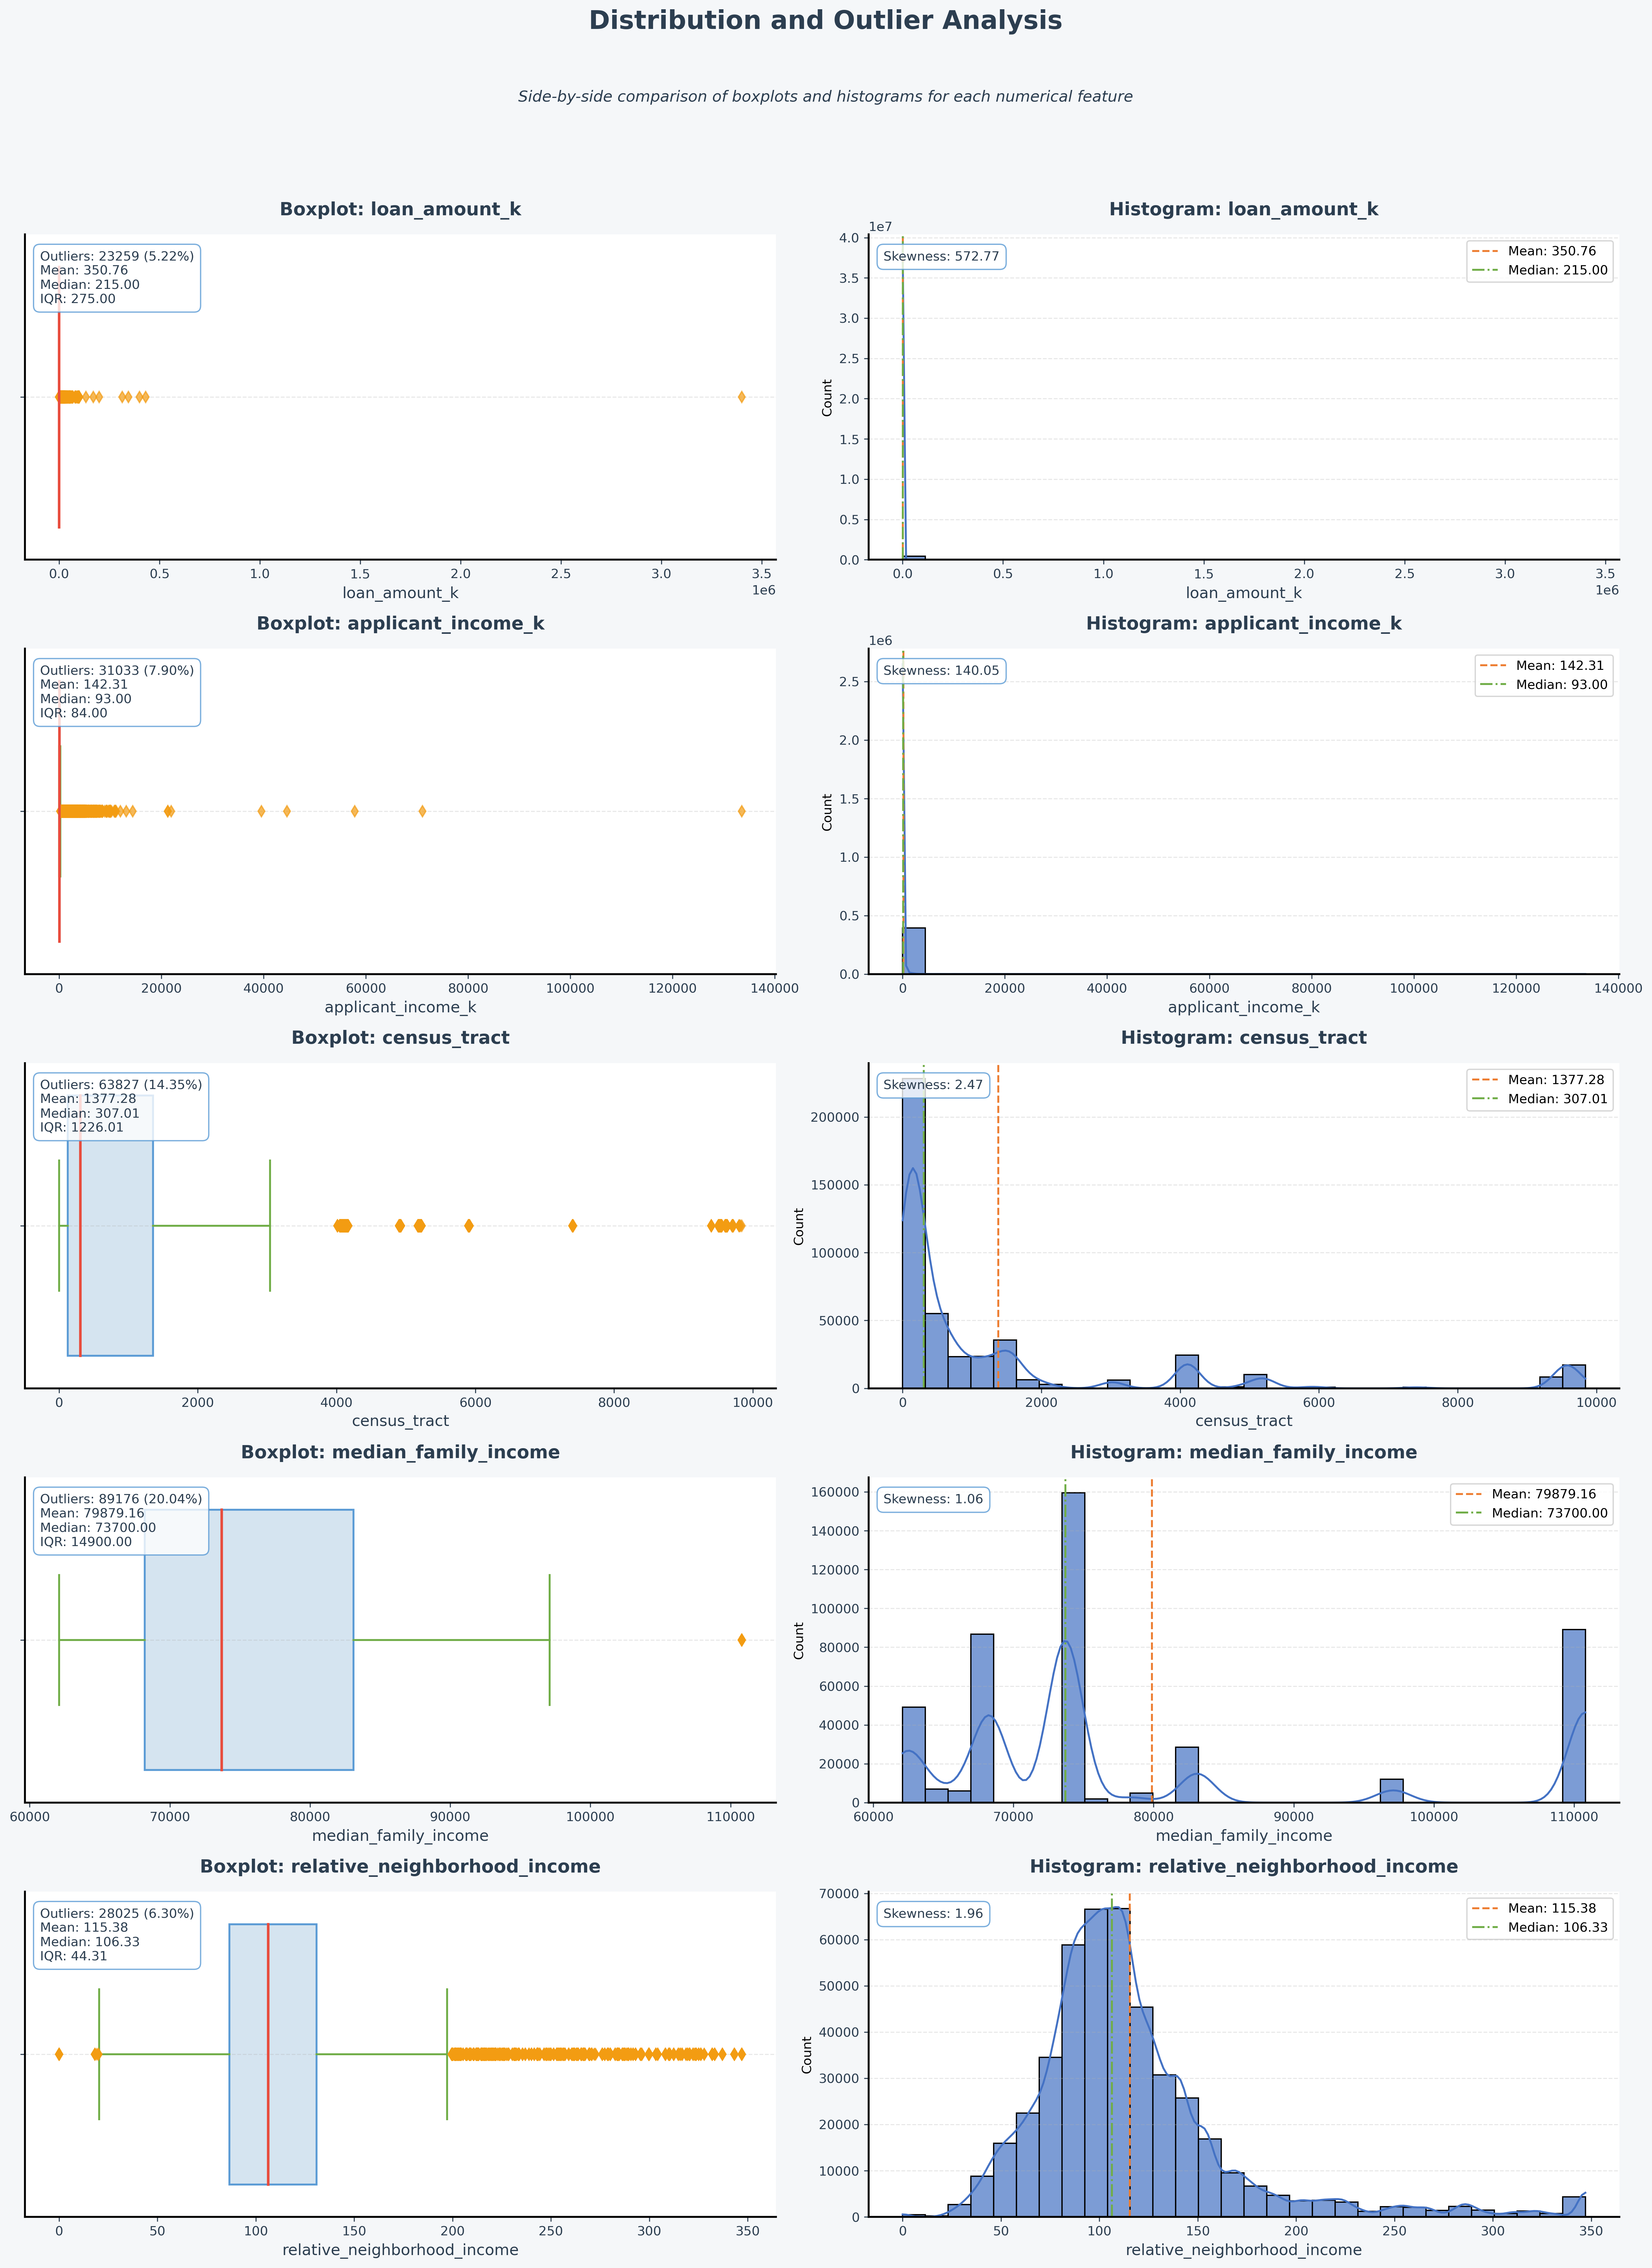 Distribution and Outlier Analysis
Side-by-side comparison of boxplots and histograms for each numerical feature
Boxplot: loan_amount_k
Outliers: 23259 (5.22%)
Mean: 350.76
Median: 215.00
IQR: 275.00
0.0 0.5 1.0 1.5 2.0 2.5 3.0 3.5
1e6
loan_amount_k
Histogram: loan_amount_k
1e7
Skewness: 572.77
Mean: 350.76
Median: 215.00
4.0
3.5
3.0
2.5
2.0
1.5
1.0
0.5
0.0
Count
0.0 0.5 1.0 1.5 2.0 2.5 3.0 3.5
1e6
loan_amount_k
Boxplot: applicant_income_k
Outliers: 31033 (7.90%)
Mean: 142.31
Median: 93.00
IQR: 84.00
0 20000 40000 60000 80000 100000 120000 140000
applicant_income_k
Histogram: applicant_income_k
1e6
Skewness: 140.05
Mean: 142.31
Median: 93.00
2.5
2.0
1.5
1.0
0.5
0.0
Count
0 20000 40000 60000 80000 100000 120000 140000
applicant_income_k
Boxplot: census_tract
Outliers: 63827 (14.35%)
Mean: 1377.28
Median: 307.01
IQR: 1226.01
0 2000 4000 6000 8000 10000
census_tract
Histogram: census_tract
Skewness: 2.47
Mean: 1377.28
Median: 307.01
200000
150000
100000
50000
0
Count
0 2000 4000 6000 8000 10000
census_tract
Boxplot: median_family_income
Outliers: 89176 (20.04%)
Mean: 79879.16
Median: 73700.00
IQR: 14900.00
60000 70000 80000 90000 100000 110000
median_family_income
Histogram: median_family_income
Skewness: 1.06
Mean: 79879.16
Median: 73700.00
160000
140000
120000
100000
80000
60000
40000
20000
0
Count
60000 70000 80000 90000 100000 110000
median_family_income
Boxplot: relative_neighborhood_income
Outliers: 28025 (6.30%)
Mean: 115.38
Median: 106.33
IQR: 44.31
0 50 100 150 200 250 300 350
relative_neighborhood_income
Histogram: relative_neighborhood_income
Skewness: 1.96
Mean: 115.38
Median: 106.33
70000
60000
50000
40000
30000
20000
10000
0
Count
0 50 100 150 200 250 300 350
relative_neighborhood_income